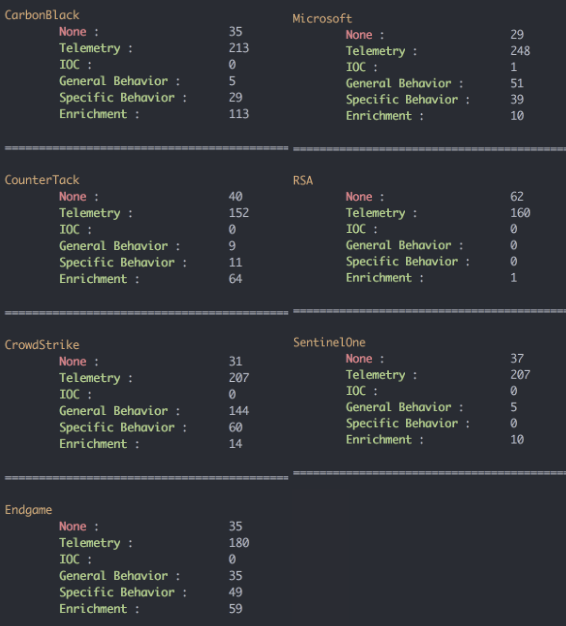 CarbonBlack
None : 35
Telemetry : 213
IOC : 0
General Behavior : 5
Specific Behavior : 29
Enrichment : 113
==========================================
CounterTack
None : 40
Telemetry : 152
IOC : 0
General Behavior : 9
Specific Behavior : 11
Enrichment : 64
==========================================
CrowdStrike
None : 31
Telemetry : 207
IOC : 0
General Behavior : 144
Specific Behavior : 60
Enrichment : 14
==========================================
Endgame
None : 35
Telemetry : 180
IOC : 0
General Behavior : 35
Specific Behavior : 49
Enrichment : 59
Microsoft
None : 29
Telemetry : 248
IOC : 1
General Behavior : 51
Specific Behavior : 39
Enrichment : 10
==========================================
RSA
None : 62
Telemetry : 160
IOC : 0
General Behavior : 0
Specific Behavior : 0
Enrichment : 1
==========================================
SentinelOne
None : 37
Telemetry : 207
IOC : 0
General Behavior : 5
Specific Behavior : 0
Enrichment : 10
==========================================